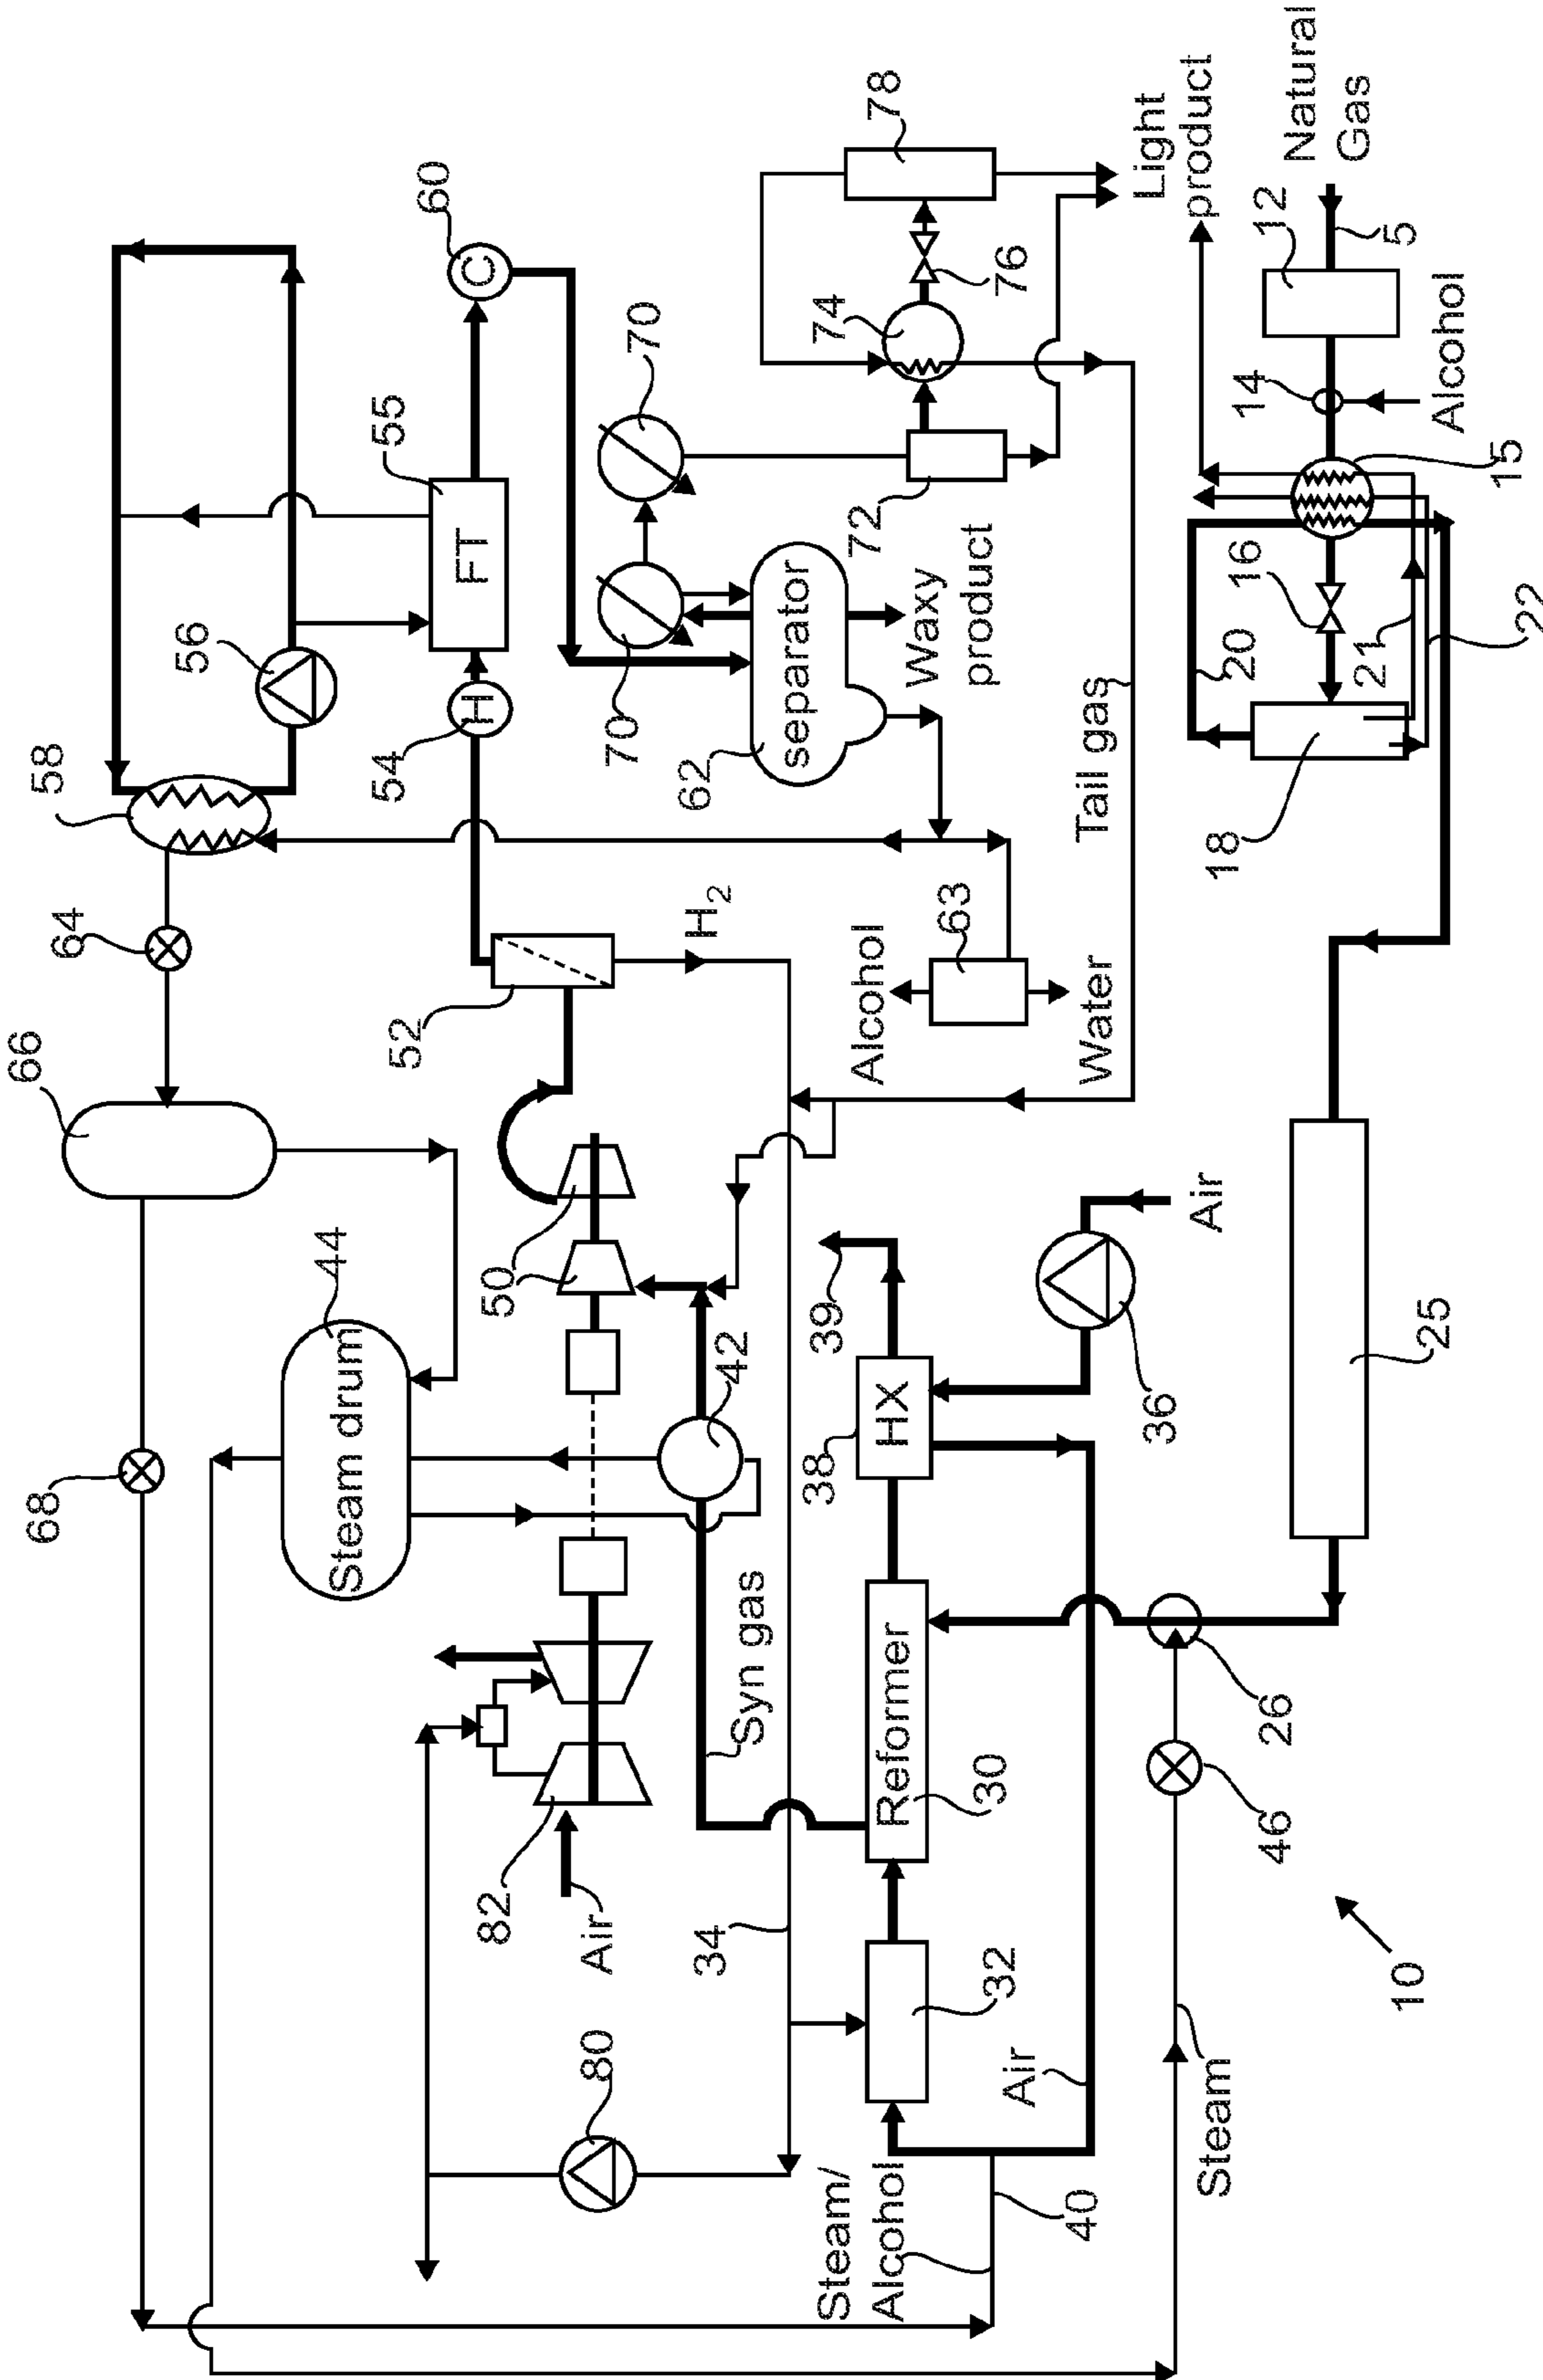 58
64
66
68
56
55
FT
60
C
54
H
52
H2
44
Steam drum
50
42
82
Air
80
70
70
78
74
76
72
62
separator
Waxy
product
Light
product
Tail gas
63
Alcohol
Water
Syn gas
34
39
38
HX
36
Air
Reformer
30
32
Steam/
Alcohol
40
Air
Natural
Gas
5
12
14
Alcohol
15
16
20
21
22
18
25
26
46
Steam
10